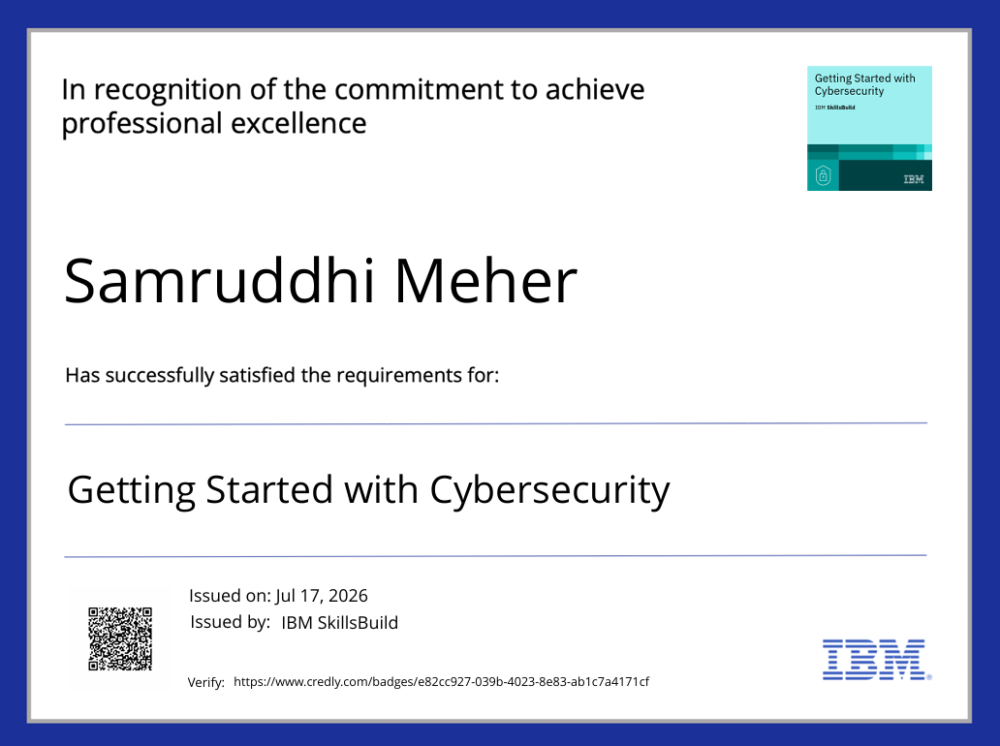 In recognition of the commitment to achieve
professional excellence
Getting Started with
Cybersecurity
IBM SkillsBuild
IBM
Samruddhi Meher
Has successfully satisfied the requirements for:
Getting Started with Cybersecurity
Issued on: Jul 17, 2026
Issued by: IBM SkillsBuild
Verify: https://www.credly.com/badges/e82cc927-039b-4023-8e83-ab1c7a4171cf
IBM®